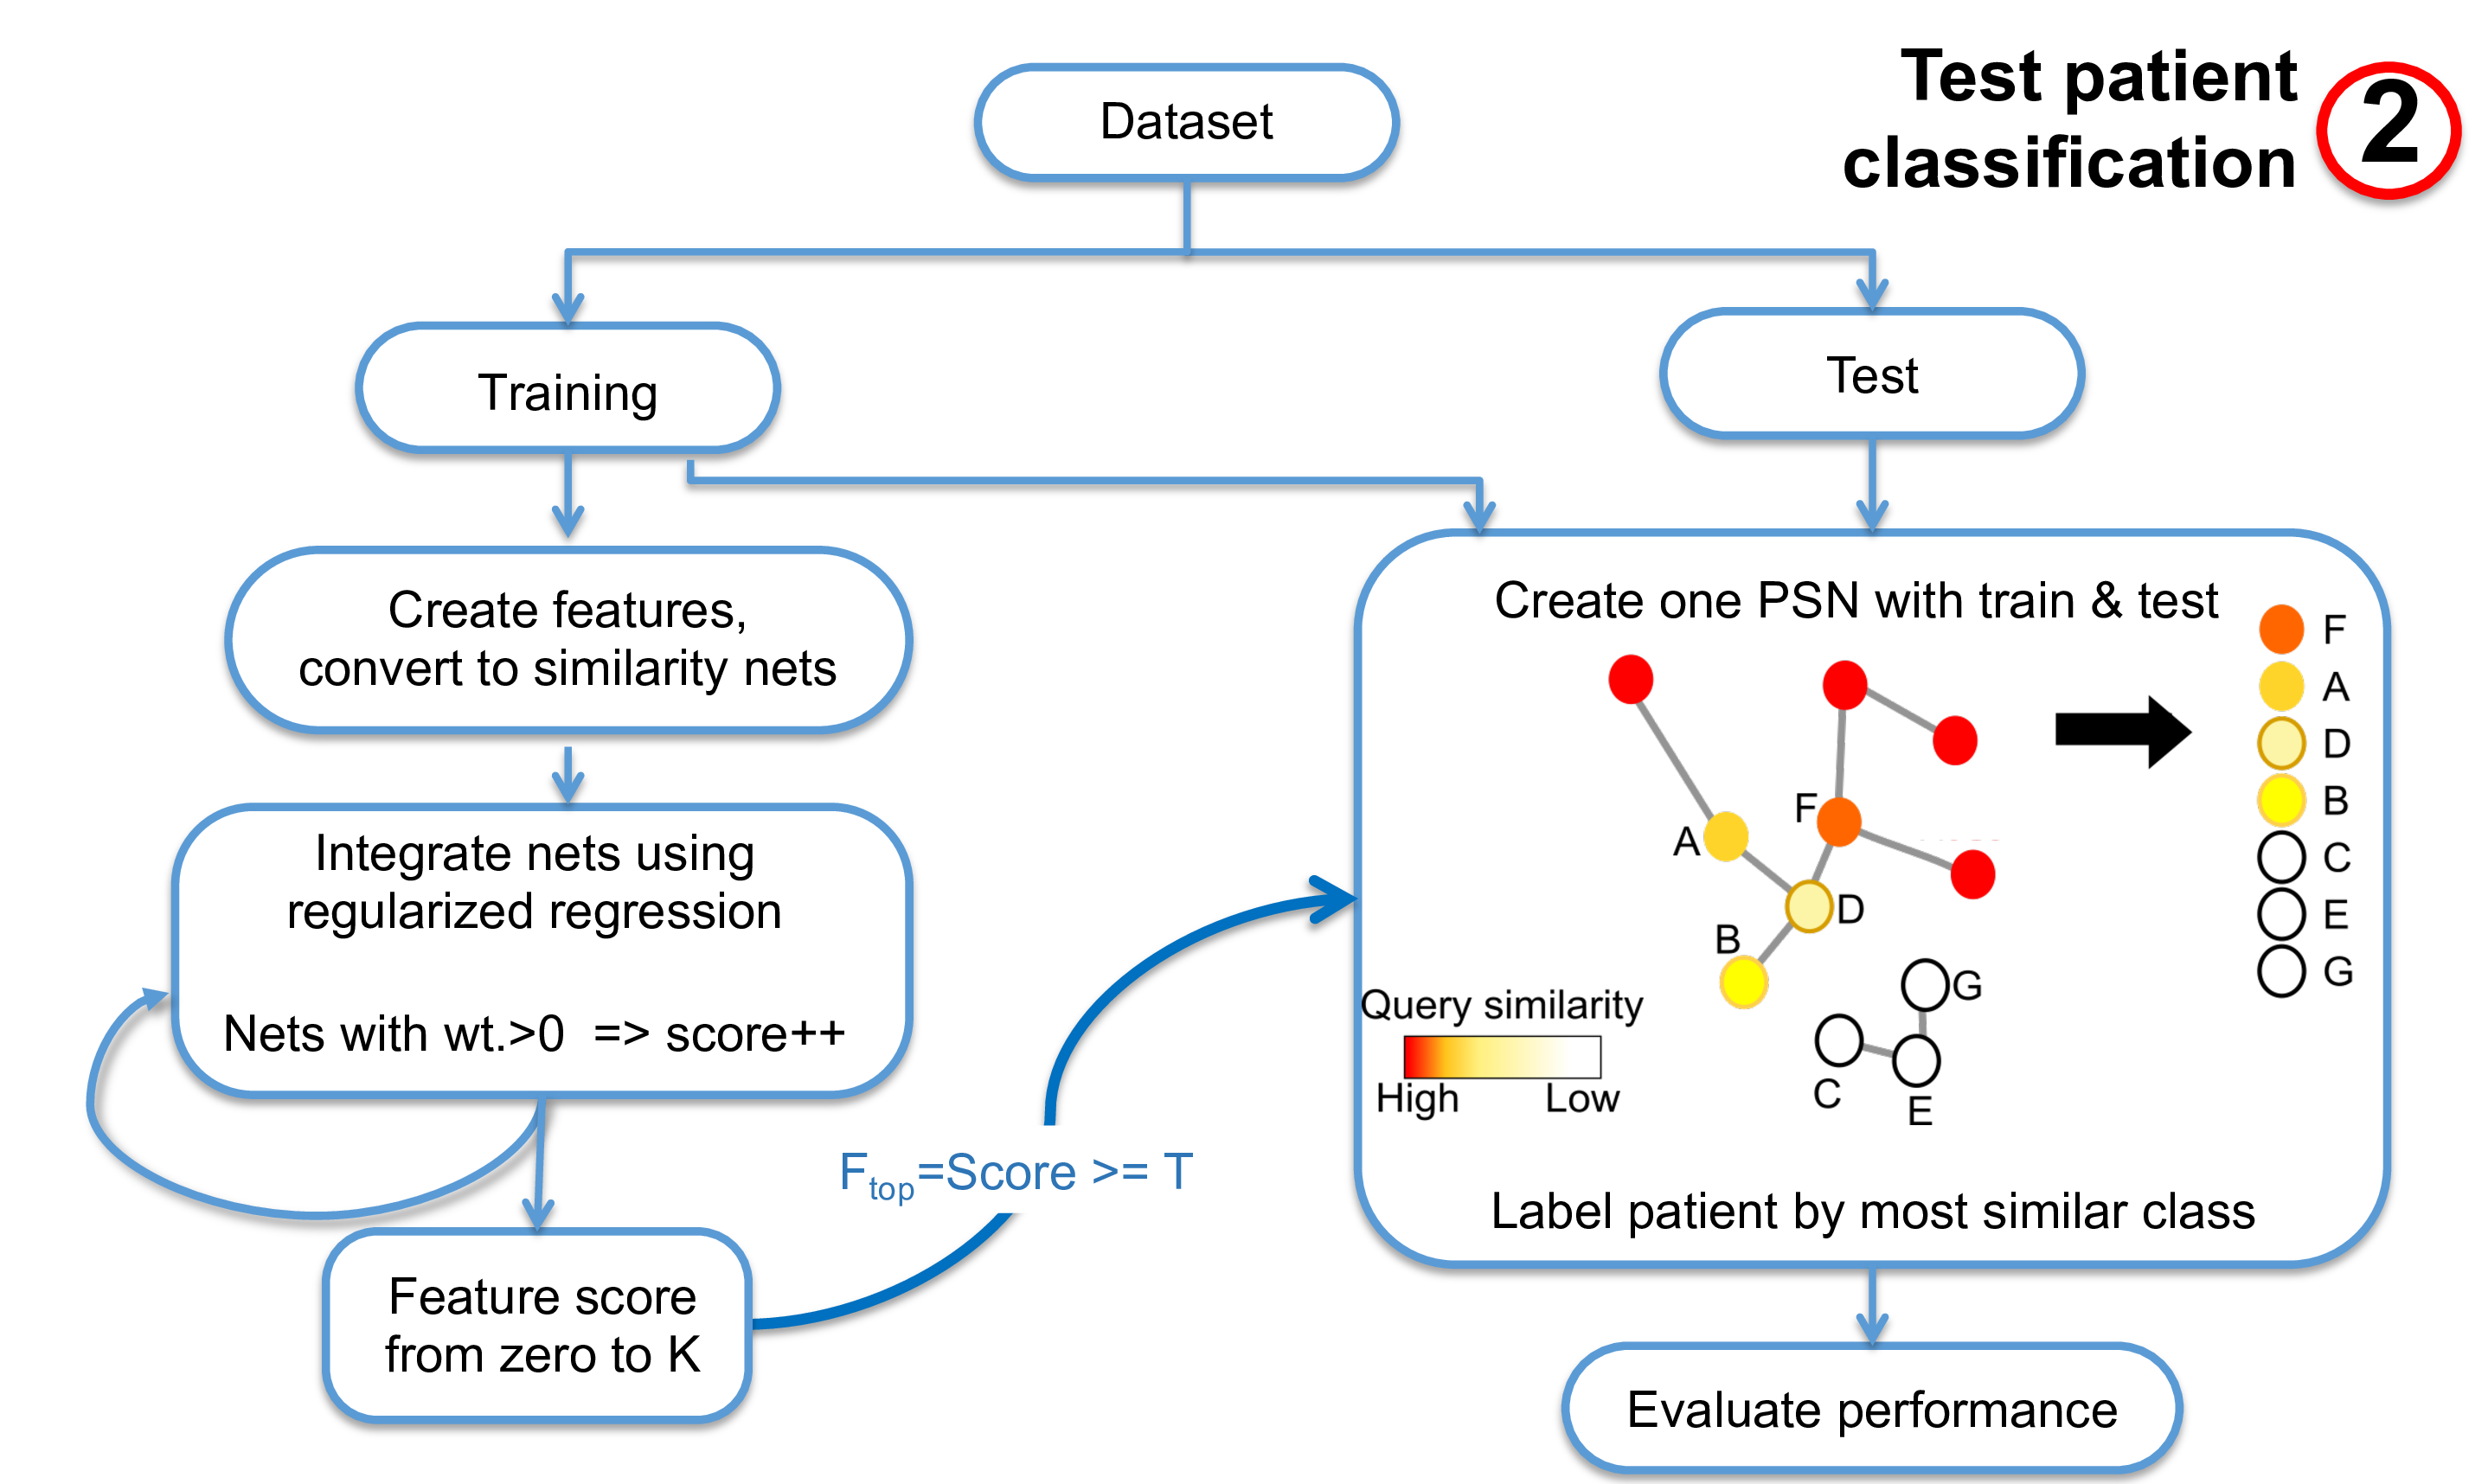 Test patient
classification
2
Dataset
Training
Test
Create features,
convert to similarity nets
Integrate nets using
regularized regression
Nets with wt.>0 => score++
Feature score
from zero to K
Ftop=Score >= T
Create one PSN with train & test
F
A
D
B
C
E
G
A
F
D
B
G
C
E
Query similarity
High
Low
Label patient by most similar class
Evaluate performance